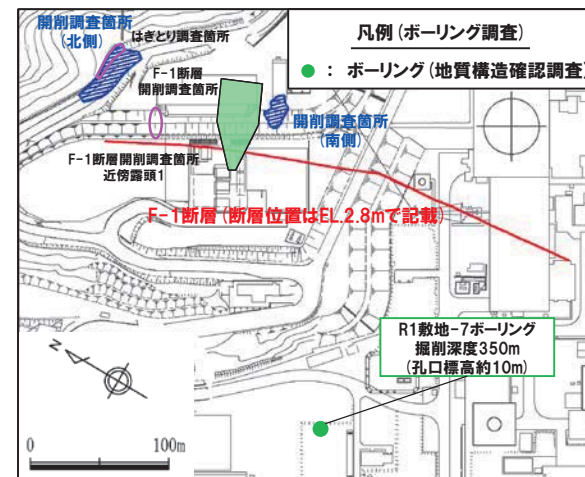 開削調査箇所
(北側)
はぎとり調査箇所
F-1断層
開削調査箇所
F-1断層開削調査箇所
近傍露頭1
開削調査箇所
(南側)
凡例(ボーリング調査)
● : ボーリング(地質構造確認調査)
F-1断層(断層位置はEL.2.8mで記載)
R1敷地-7ボーリング
掘削深度350m
(孔口標高約10m)
N
0 100m